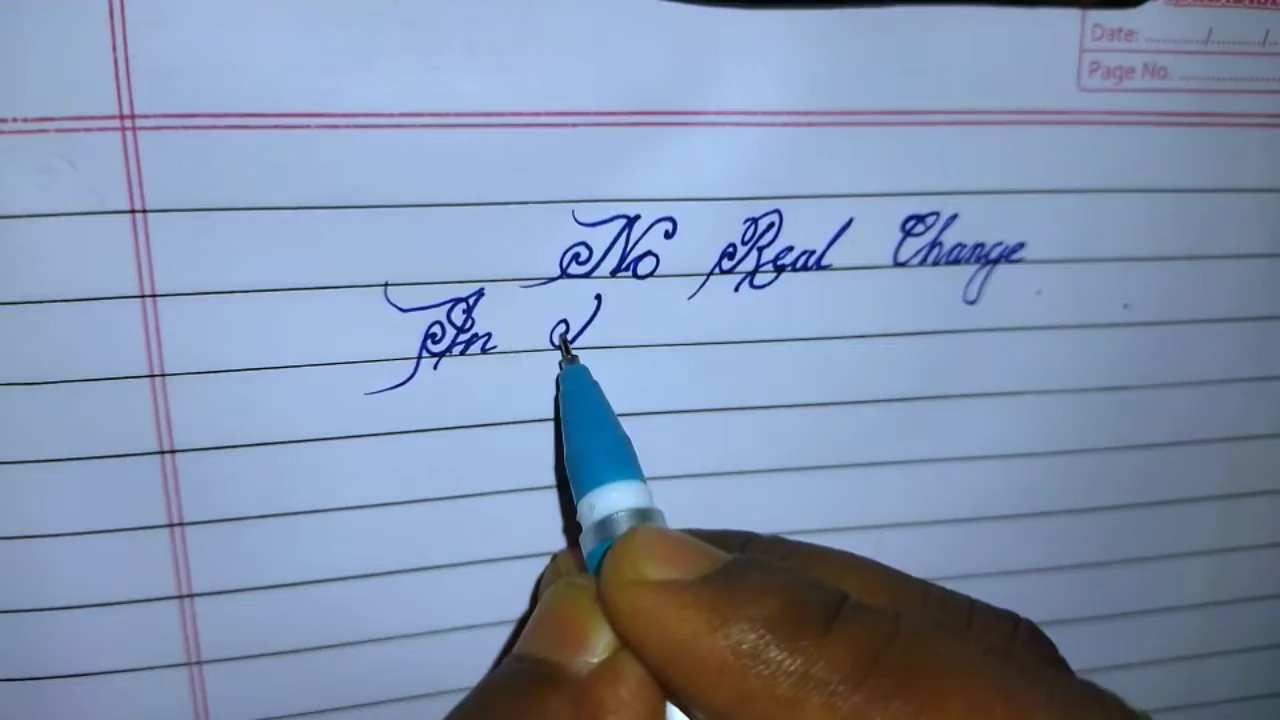 Date: ......../......../..
Page No. ................
No Real Change
In